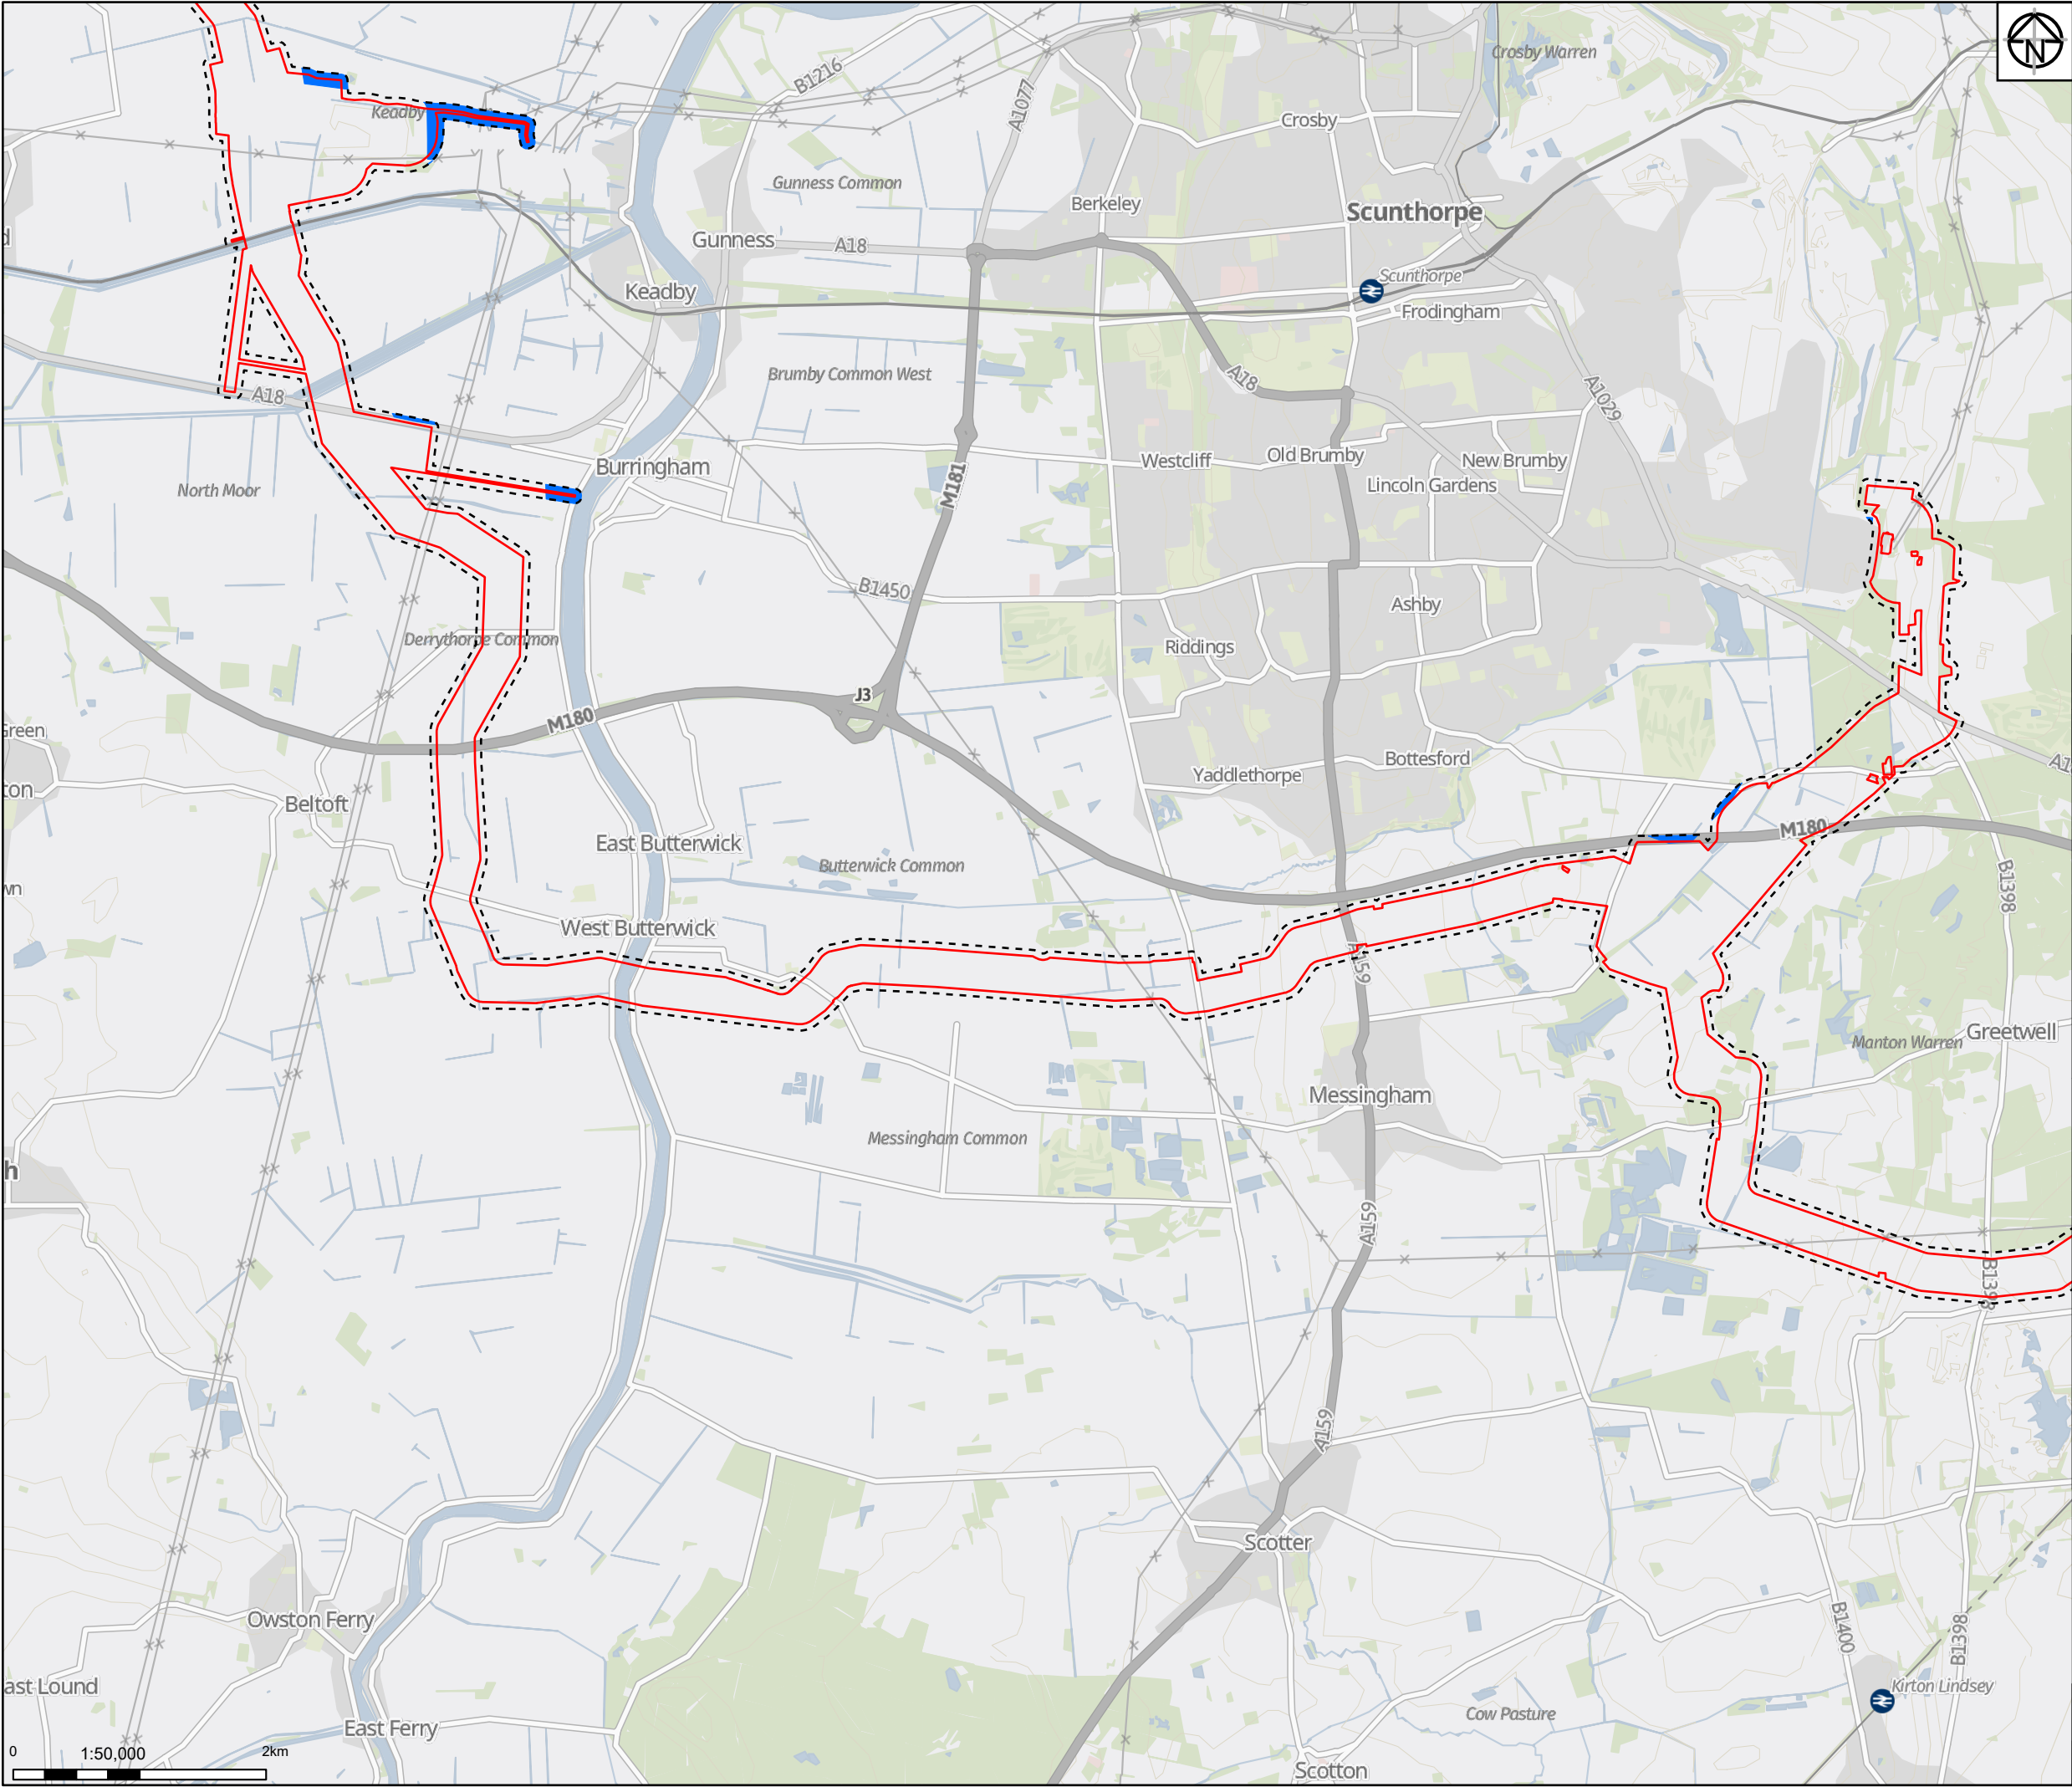 N
Crosby Warren
B1216
A1077
Keadby
Crosby
Gunness Common
Berkeley
Scunthorpe
Gunness
A18
Scunthorpe
Keadby
Frodingham
Brumby Common West
A18
A18
A1029
Burringham
Westcliff
Old Brumby
New Brumby
Lincoln Gardens
North Moor
M181
B1450
Ashby
Derrythorpe Common
Riddings
J3
M180
Green
Bottesford
Yaddlethorpe
A1
ton
Beltoft
M180
East Butterwick
Butterwick Common
B1398
wn
West Butterwick
A159
Greetwell
Manton Warren
Messingham
Messingham Common
h
A159
B1398
A159
Scotter
Owston Ferry
B1400
B1398
ast Lound
Kirton Lindsey
Cow Pasture
East Ferry
0 1:50,000 2km
Scotton